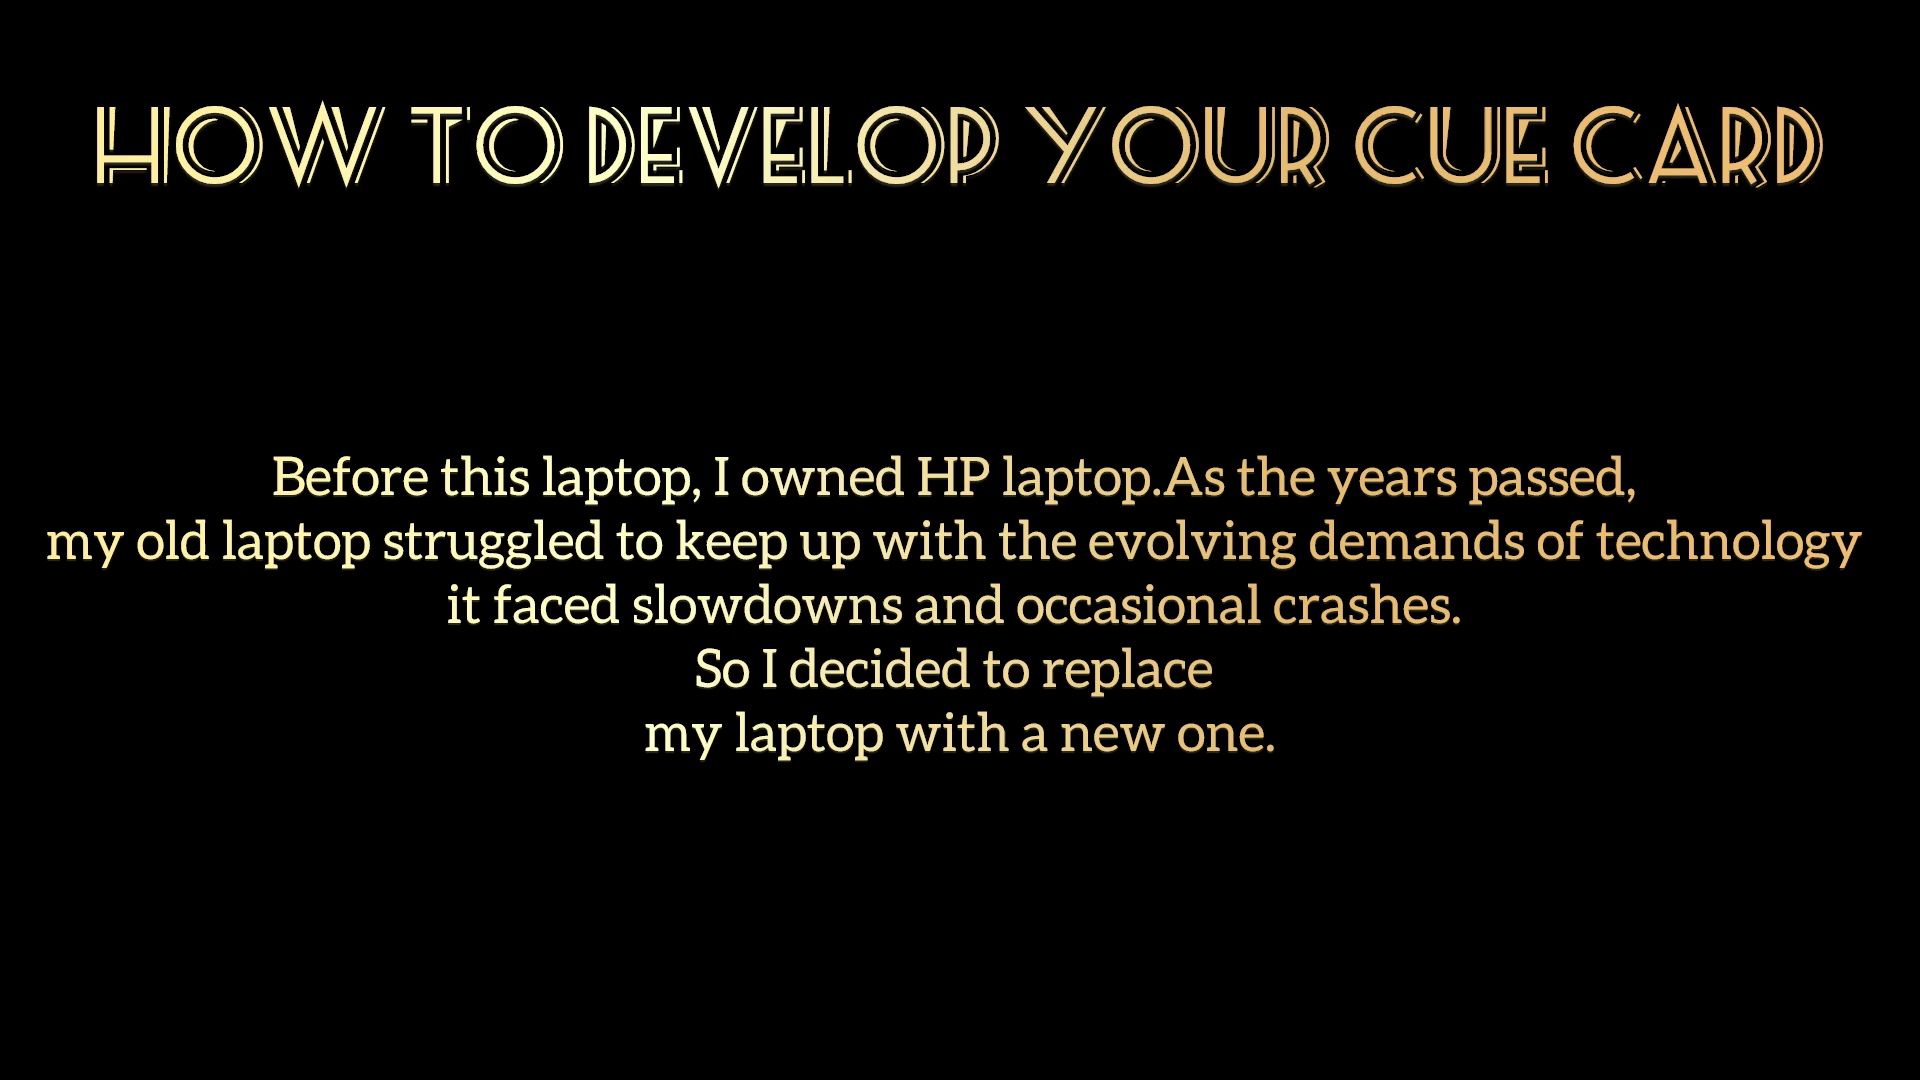 HOW TO DEVELOP YOUR CUE CARD
Before this laptop, I owned HP laptop.As the years passed,
my old laptop struggled to keep up with the evolving demands of technology
it faced slowdowns and occasional crashes.
So I decided to replace
my laptop with a new one.